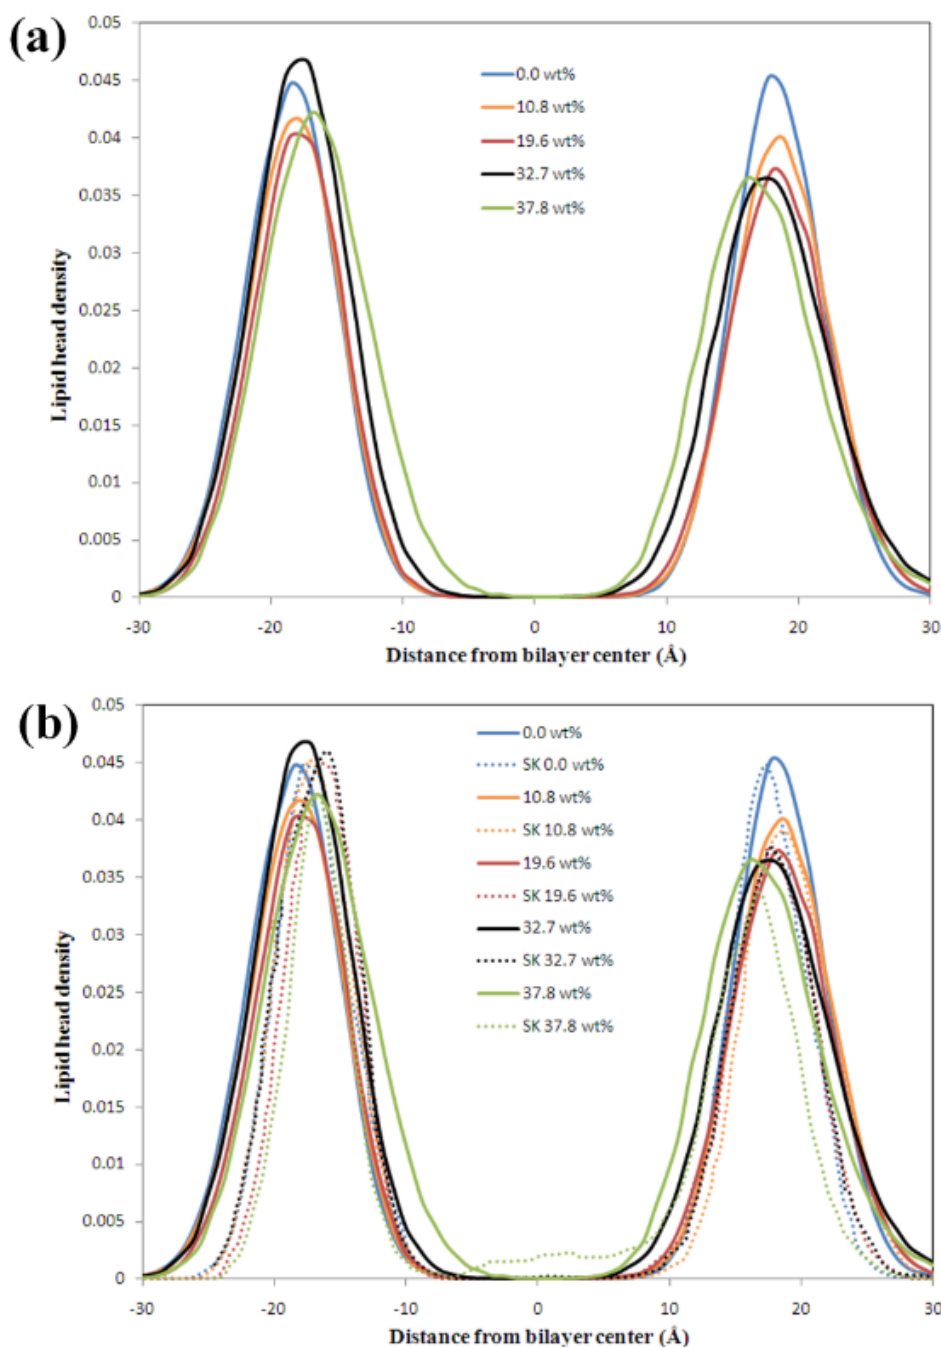 (a)
0.05
0.045
0.04
0.035
0.03
0.025
0.02
0.015
0.01
0.005
0
Lipid head density
0.0 wt%
10.8 wt%
19.6 wt%
32.7 wt%
37.8 wt%
-30 -20 -10 0 10 20 30
Distance from bilayer center (Å)
(b)
0.05
0.045
0.04
0.035
0.03
0.025
0.02
0.015
0.01
0.005
0
Lipid head density
0.0 wt%
SK 0.0 wt%
10.8 wt%
SK 10.8 wt%
19.6 wt%
SK 19.6 wt%
32.7 wt%
SK 32.7 wt%
37.8 wt%
SK 37.8 wt%
-30 -20 -10 0 10 20 30
Distance from bilayer center (Å)